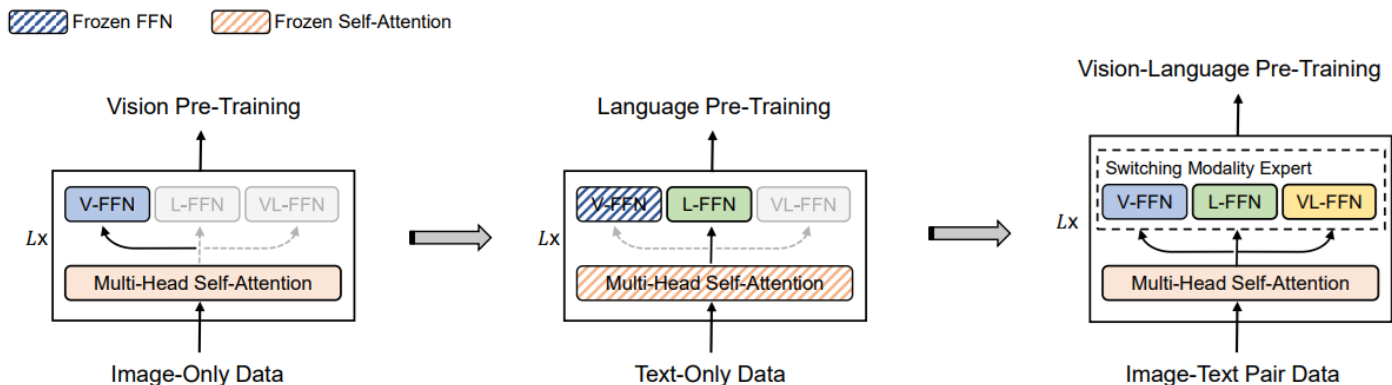 Frozen FFN
Frozen Self-Attention
Vision Pre-Training
V-FFN
L-FFN
VL-FFN
Lx
Multi-Head Self-Attention
Image-Only Data
Language Pre-Training
V-FFN
L-FFN
VL-FFN
Lx
Multi-Head Self-Attention
Text-Only Data
Vision-Language Pre-Training
Switching Modality Expert
V-FFN
L-FFN
VL-FFN
Lx
Multi-Head Self-Attention
Image-Text Pair Data